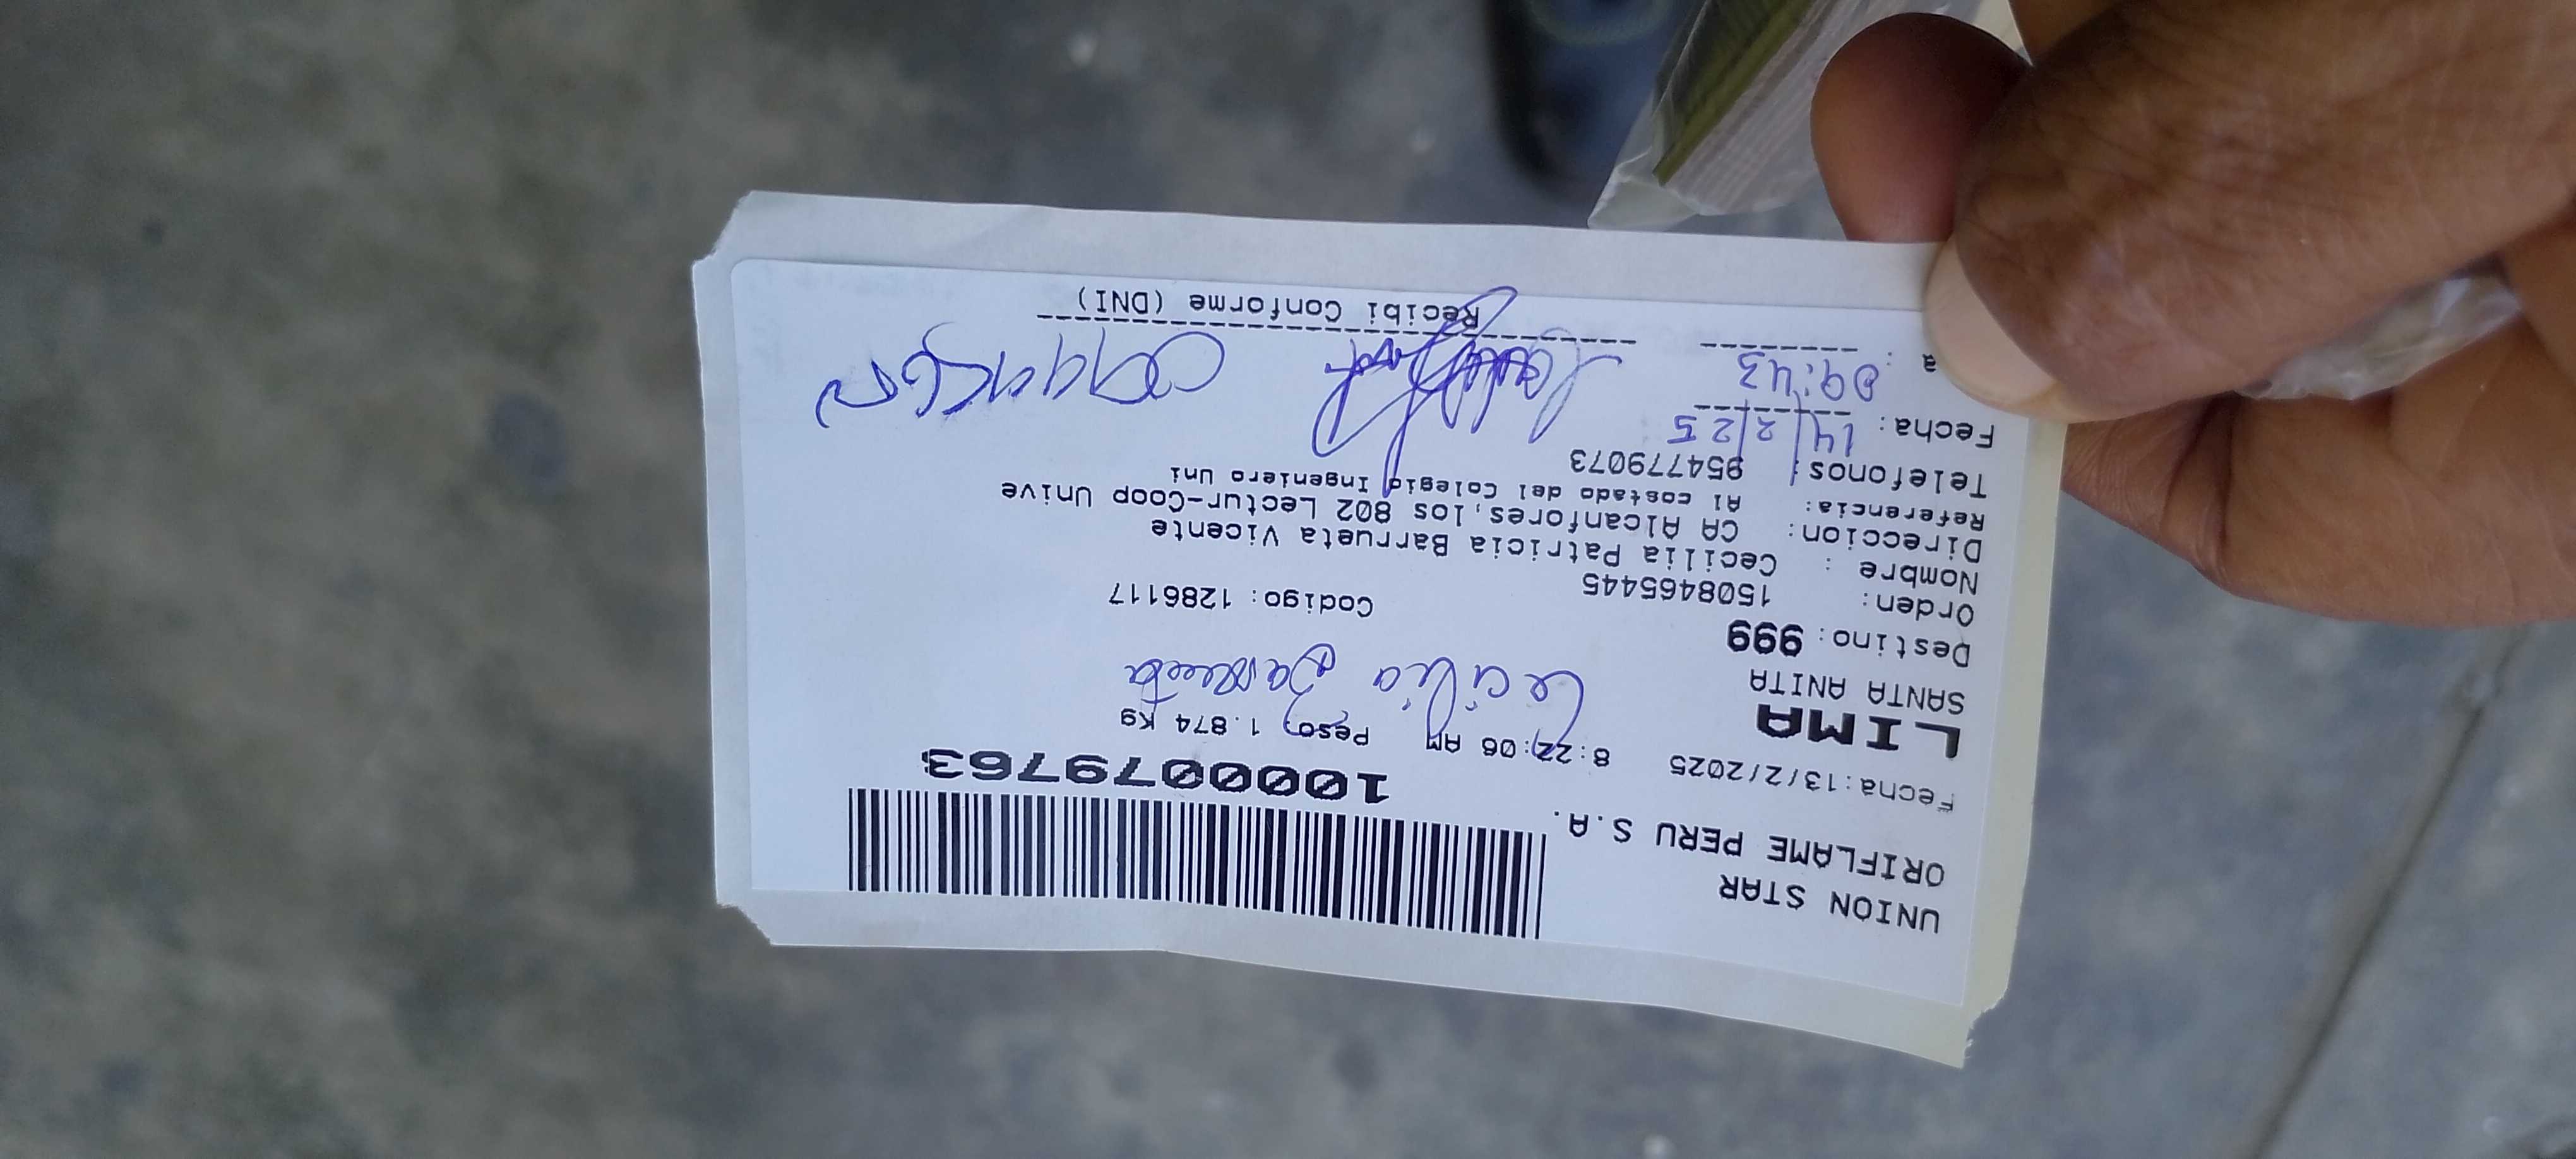 UNION STAR
ORIFLAME PERU S.A.
1000079763
Fecha:13/2/2025 8:22:06 AM Peso: 1.874 Kg
LIMA
SANTA ANITA
Cecilia Barrueta
Destino: 999
Orden: 1508465445 Codigo: 1286117
Nombre : Cecilia Patricia Barrueta Vicente
Direccion: CA Alcanfores,los 802 Lectur-Coop Unive
Referencia: Al costado del Colegio Ingeniero Uni
Telefonos: 954779073
Fecha: 14/2/25
a : 09:43
Recibi Conforme (DNI)